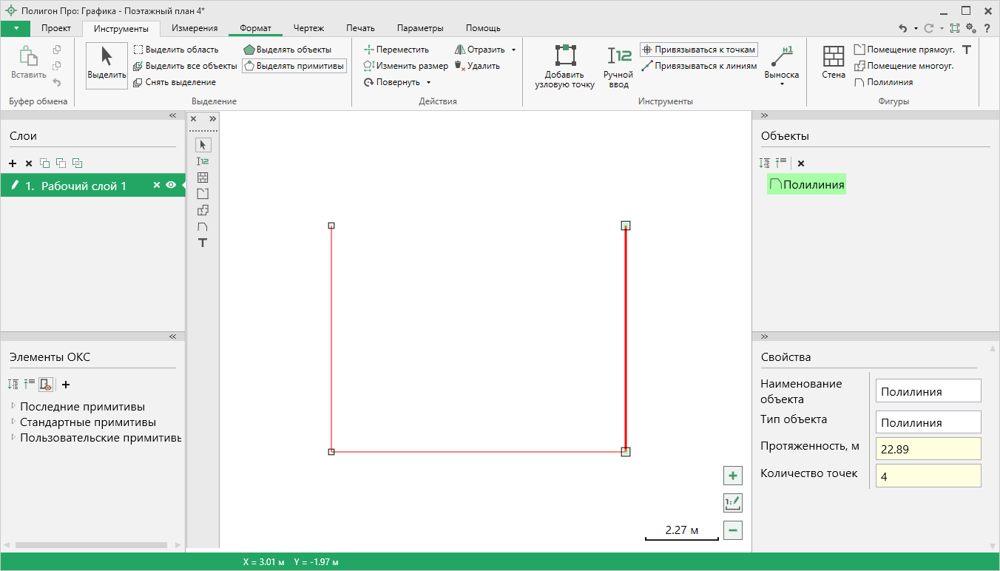 Полигон Про: Графика - Поэтажный план 4*
Проект
Инструменты
Измерения
Формат
Чертеж
Печать
Параметры
Помощь
?
Вставить
Буфер обмена
Выделить
Выделить область
Выделить все объекты
Снять выделение
Выделять объекты
Выделять примитивы
Выделение
Переместить
Изменить размер
Повернуть
Отразить
Удалить
Действия
Добавить
узловую точку
Ручной
ввод
Привязываться к точкам
Привязываться к линиям
Выноска
Инструменты
Стена
Помещение прямоуг.
Помещение многоуг.
Полилиния
Фигуры
Слои
1. Рабочий слой 1
Элементы ОКС
Последние примитивы
Стандартные примитивы
Пользовательские примитивы
2.27 м
Объекты
Полилиния
Свойства
Наименование
объекта
Полилиния
Тип объекта
Полилиния
Протяженность, м
22.89
Количество точек
4
X = 3.01 м Y = -1.97 м